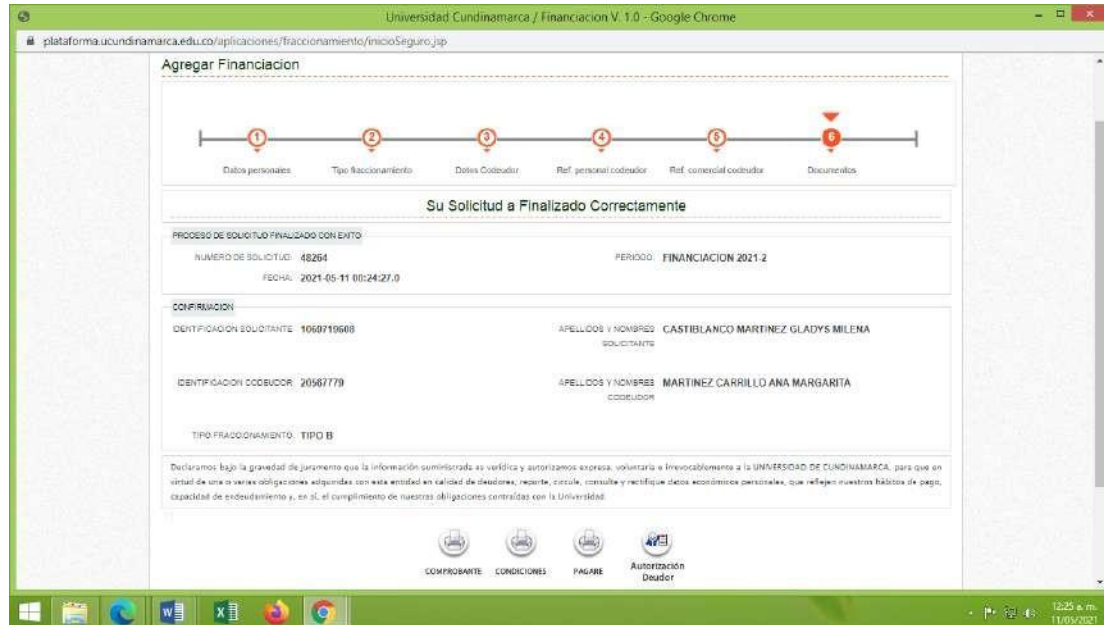 Universidad Cundinamarca / Financiacion V. 1.0 - Google Chrome
plataforma.ucundinamarca.edu.co/aplicaciones/fraccionamiento/inicioSeguro.jsp
Agregar Financiacion
1 2 3 4 5 6
Datos personales Tipo fraccionamiento Datos Codeudor Ref. personal codeudor Ref. comercial codeudor Documentos
Su Solicitud a Finalizado Correctamente
PROCESO DE SOLICITUD FINALIZADO CON EXITO
NUMERO DE SOLICITUD: 48264 PERIODO: FINANCIACION 2021-2
FECHA: 2021-05-11 00:24:27.0
CONFIRMACION
IDENTIFICACION SOLICITANTE 1069719608 APELLIDOS Y NOMBRES SOLICITANTE CASTIBLANCO MARTINEZ GLADYS MILENA
IDENTIFICACION CODEUDOR 20567779 APELLIDOS Y NOMBRES CODEUDOR MARTINEZ CARRILLO ANA MARGARITA
TIPO FRACCIONAMIENTO TIPO B
Declaramos bajo la gravedad de juramento que la información suministrada es verídica y autorizamos expresa, voluntaria e irrevocablemente a la UNIVERSIDAD DE CUNDINAMARCA, para que en
virtud de una o varias obligaciones adquiridas con esta entidad en calidad de deudores, reporte, circule, consulte y rectifique datos económicos personales, que reflejen nuestros hábitos de pago,
capacidad de endeudamiento y, en sí, el cumplimiento de nuestras obligaciones contraídas con la Universidad.
COMPROBANTE CONDICIONES PAGARE Autorización Deudor
12:25 a. m.
11/05/2021